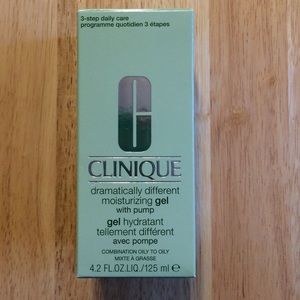 3-step daily care
programme quotidien 3 étapes
CLINIQUE
dramatically different
moisturizing gel
with pump
gel hydratant
tellement différent
avec pompe
COMBINATION OILY TO OILY
MIXTE À GRASSE
4.2 FL.OZ.LIQ./125 ml ℮